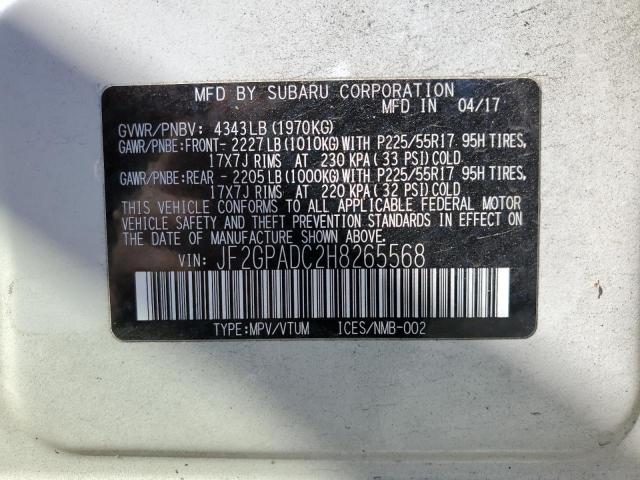 MFD BY SUBARU CORPORATION
MFD IN 04/17
GVWR/PNBV: 4343LB(1970KG)
GAWR/PNBE:FRONT- 2227LB(1010KG)WITH P225/55R17 95H TIRES,
17X7J RIMS AT 230 KPA(33 PSI)COLD
GAWR/PNBE:REAR - 2205LB(1000KG)WITH P225/55R17 95H TIRES,
17X7J RIMS AT 220 KPA(32 PSI)COLD
THIS VEHICLE CONFORMS TO ALL APPLICABLE FEDERAL MOTOR
VEHICLE SAFETY AND THEFT PREVENTION STANDARDS IN EFFECT ON
THE DATE OF MANUFACTURE SHOWN ABOVE.
VIN: JF2GPADC2H8265568
TYPE:MPV/VTUM ICES/NMB-002